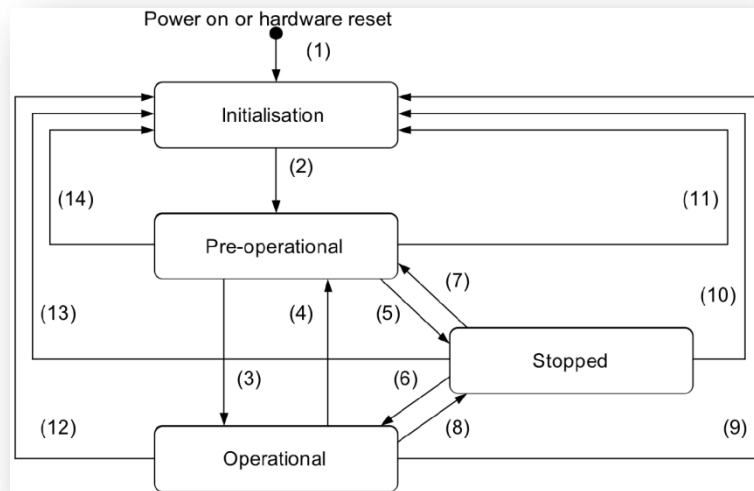 Power on or hardware reset
(1)
Initialisation
(2)
(14)
(11)
Pre-operational
(7)
(13)
(4)
(5)
(10)
Stopped
(3)
(6)
(12)
(8)
(9)
Operational